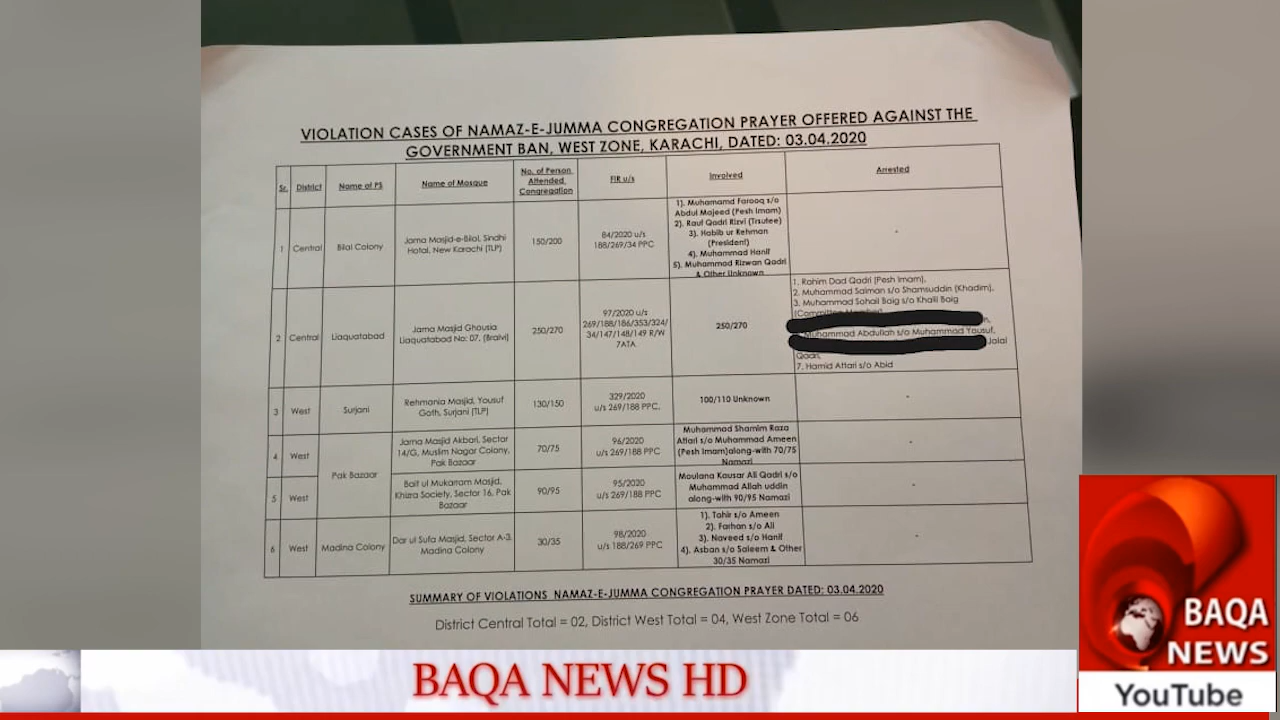 VIOLATION CASES OF NAMAZ-E-JUMMA CONGREGATION PRAYER OFFERED AGAINST THE
GOVERNMENT BAN, WEST ZONE, KARACHI, DATED: 03.04.2020
Sr. District Name of PS Name of Mosque No. of Person Attended, Congregation FIR u/s Involved Arrested
1 Central Bilal Colony
Jama Masjid-e-Bilal, Sindhi
Hotal, New Karachi (TLP)
150/200
84/2020 u/s
188/269/34 PPC
1). Muhamamd Farooq s/o
Abdul Majeed (Pesh Imam)
2). Rauf Qadri Rizvi (Trsutee)
3). Habib ur Rehman
(President)
4). Muhammad Hanif
5). Muhammad Rizwan Qadri
& Other Unknown
-
2 Central Liaquatabad
Jama Masjid Ghousia
Liaquatabad No: 07, (Bralvi)
250/270
97/2020 u/s
269/188/186/353/324/
34/147/148/149 R/W
7ATA
250/270
1. Rahim Dad Qadri (Pesh Imam),
2. Muhammad Salman s/o Shamsuddin (Khadim),
3. Muhammad Sohail Baig s/o Khalil Baig
(Committee Member)
Muhammad Abdullah s/o Muhammad Yousuf,
Jalal
Qadri,
7. Hamid Attari s/o Abid
3 West Surjani
Rehmania Masjid, Yousuf
Goth, Surjani (TLP)
130/150
329/2020
u/s 269/188 PPC,
100/110 Unknown
-
4 West Pak Bazaar
Jama Masjid Akbari, Sector
14/G, Muslim Nagar Colony,
Pak Bazaar
70/75
96/2020
u/s 269/188 PPC
Muhammad Shamim Raza
Attari s/o Muhammad Ameen
(Pesh Imam)along-with 70/75
Namazi
-
5 West
Bait ul Mukarram Masjid,
Khizra Society, Sector 16, Pak
Bazaar
90/95
95/2020
u/s 269/188 PPC
Moulana Kausar Ali Qadri s/o
Muhammad Allah uddin
along-with 90/95 Namazi
-
6 West Madina Colony
Dar ul Sufa Masjid, Sector A-3,
Madina Colony
30/35
98/2020
u/s 188/269 PPC
1). Tahir s/o Ameen
2). Farhan s/o Ali
3). Naveed s/o Hanif
4). Asban s/o Saleem & Other
30/35 Namazi
-
SUMMARY OF VIOLATIONS NAMAZ-E-JUMMA CONGREGATION PRAYER DATED: 03.04.2020
District Central Total = 02, District West Total = 04, West Zone Total = 06
BAQA NEWS HD
BAQA
NEWS
YouTube